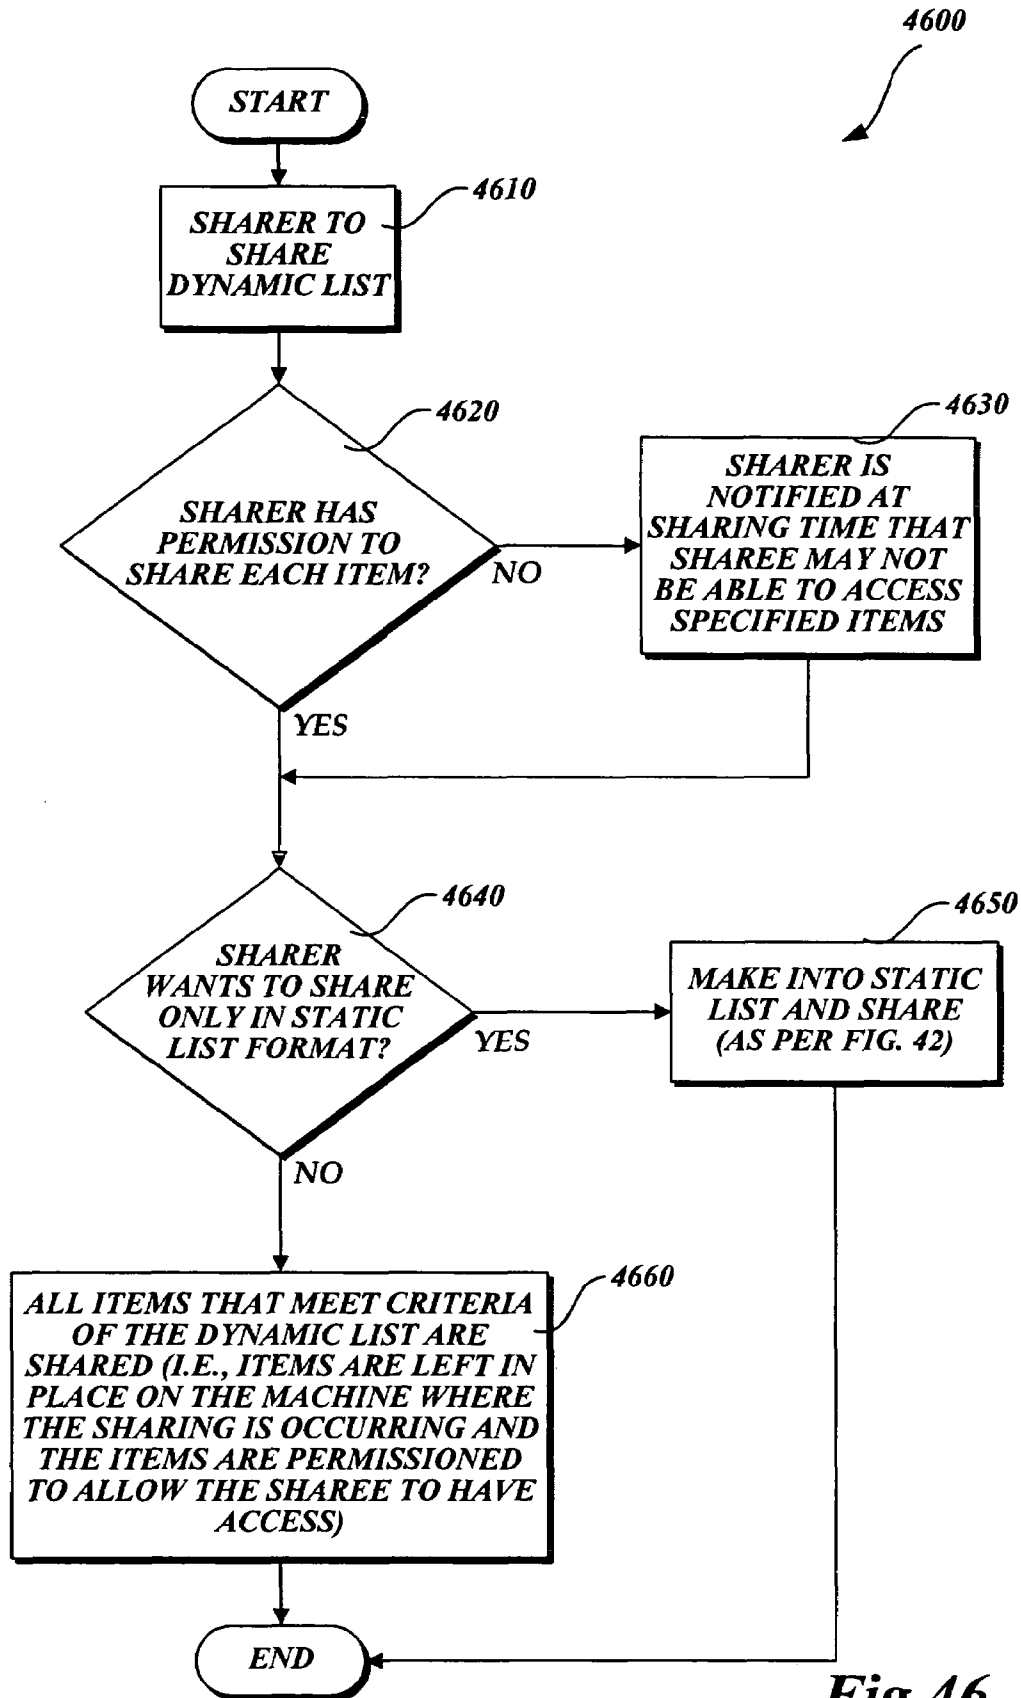 4600
START
4610
SHARER TO
SHARE
DYNAMIC LIST
4620
SHARER HAS
PERMISSION TO
SHARE EACH ITEM?
NO
YES
4630
SHARER IS
NOTIFIED AT
SHARING TIME THAT
SHAREE MAY NOT
BE ABLE TO ACCESS
SPECIFIED ITEMS
4640
SHARER
WANTS TO SHARE
ONLY IN STATIC
LIST FORMAT?
YES
NO
4650
MAKE INTO STATIC
LIST AND SHARE
(AS PER FIG. 42)
4660
ALL ITEMS THAT MEET CRITERIA
OF THE DYNAMIC LIST ARE
SHARED (I.E., ITEMS ARE LEFT IN
PLACE ON THE MACHINE WHERE
THE SHARING IS OCCURRING AND
THE ITEMS ARE PERMISSIONED
TO ALLOW THE SHAREE TO HAVE
ACCESS)
END
Fig.46